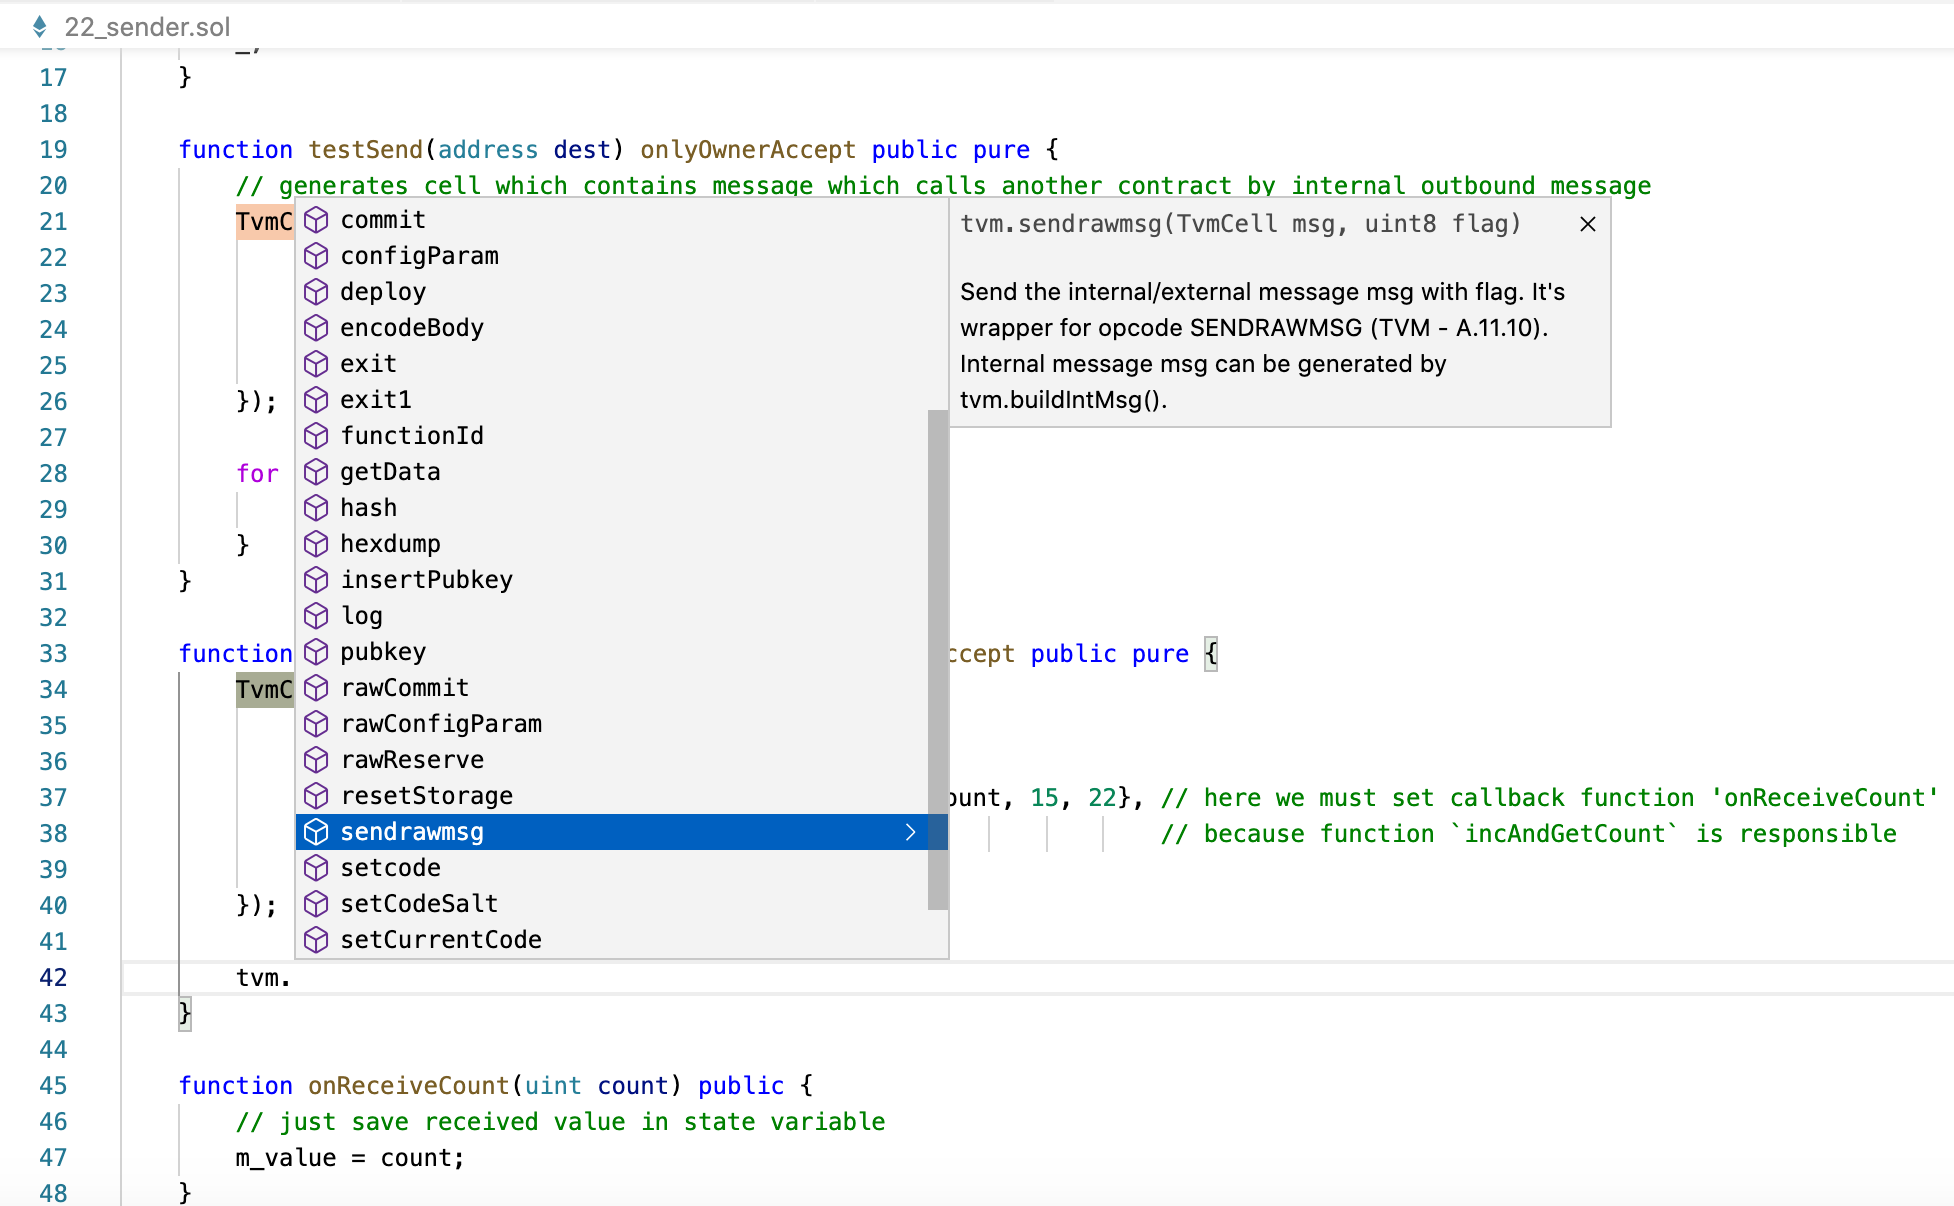 22_sender.sol
17 }
18
19 function testSend(address dest) onlyOwnerAccept public pure {
20 // generates cell which contains message which calls another contract by internal outbound message
21 TvmC
22
23
24
25
26 });
27
28 for
29
30 }
31 }
32
33 function ccept public pure {
34 TvmC
35
36
37 ount, 15, 22}, // here we must set callback function 'onReceiveCount'
38 // because function `incAndGetCount` is responsible
39
40 });
41
42 tvm.
43 }
44
45 function onReceiveCount(uint count) public {
46 // just save received value in state variable
47 m_value = count;
48 }
commit
configParam
deploy
encodeBody
exit
exit1
functionId
getData
hash
hexdump
insertPubkey
log
pubkey
rawCommit
rawConfigParam
rawReserve
resetStorage
sendrawmsg
setcode
setCodeSalt
setCurrentCode
tvm.sendrawmsg(TvmCell msg, uint8 flag)
Send the internal/external message msg with flag. It's
wrapper for opcode SENDRAWMSG (TVM - A.11.10).
Internal message msg can be generated by
tvm.buildIntMsg().